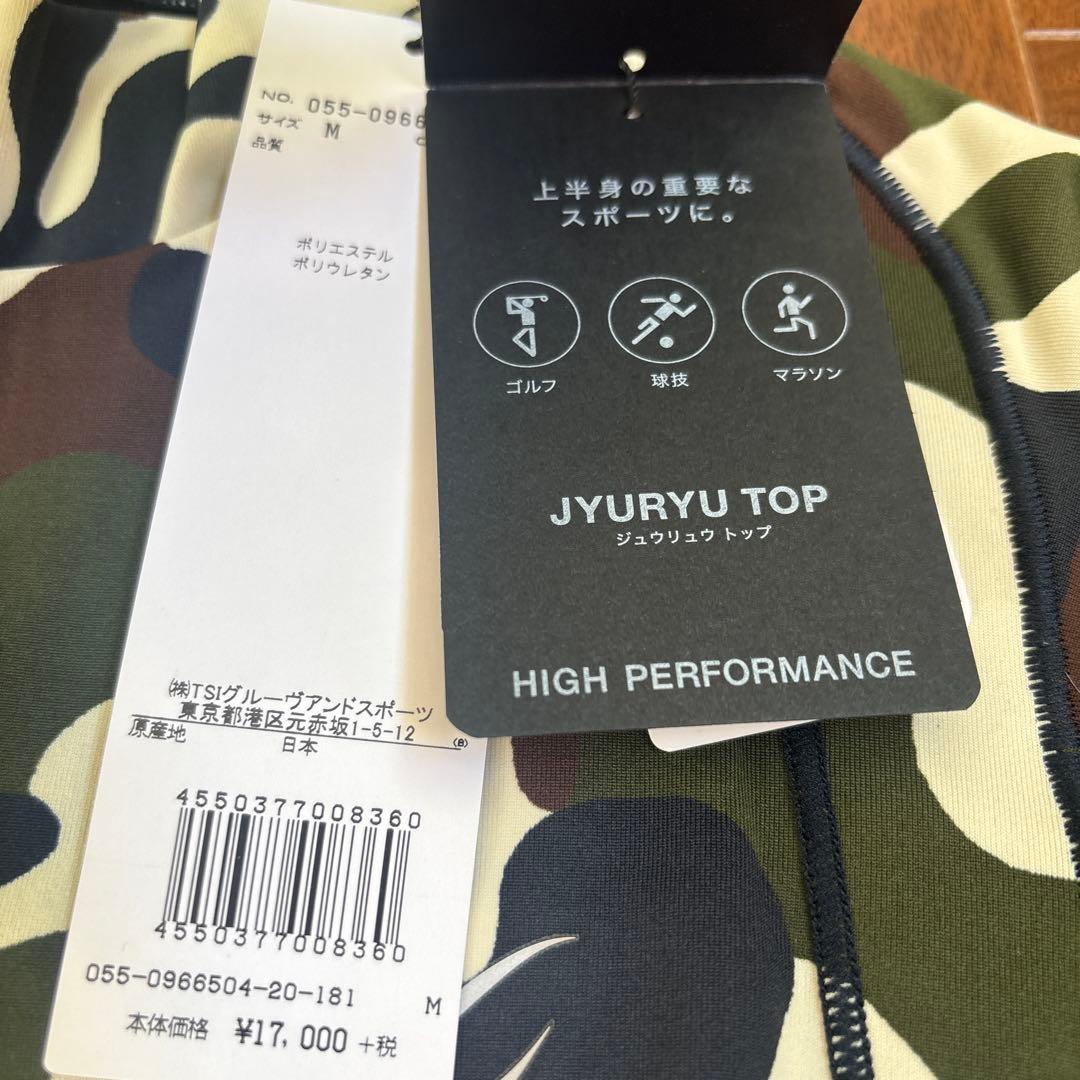 NO. 055-0966
サイズ M
品質
ポリエステル
ポリウレタン
(株)TSIグルーヴアンドスポーツ
東京都港区元赤坂1-5-12
(B)
原産地 日本
4550377008360
4550377008360
055-0966504-20-181 M
本体価格 ¥17,000 +税
上半身の重要な
スポーツに。
ゴルフ 球技 マラソン
JYURYU TOP
ジュウリュウ トップ
HIGH PERFORMANCE